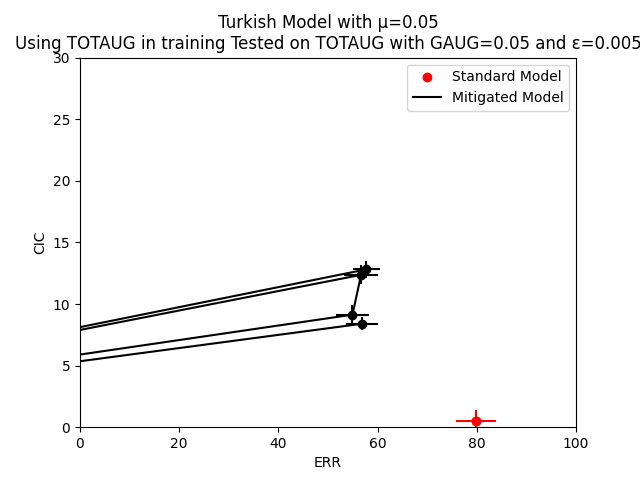 Turkish Model with μ=0.05
Using TOTAUG in training Tested on TOTAUG with GAUG=0.05 and ε=0.005
30
25
20
15
10
5
0
CIC
Standard Model
Mitigated Model
0 20 40 60 80 100
ERR